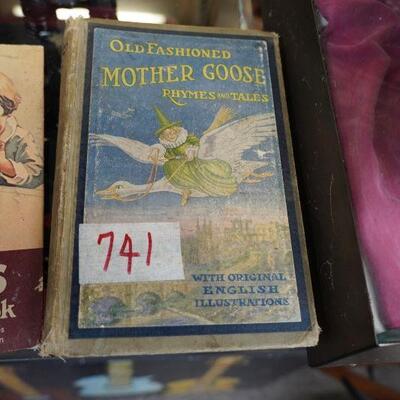 OLD FASHIONED
MOTHER GOOSE
RHYMES AND TALES
741
WITH ORIGINAL
ENGLISH
ILLUSTRATIONS